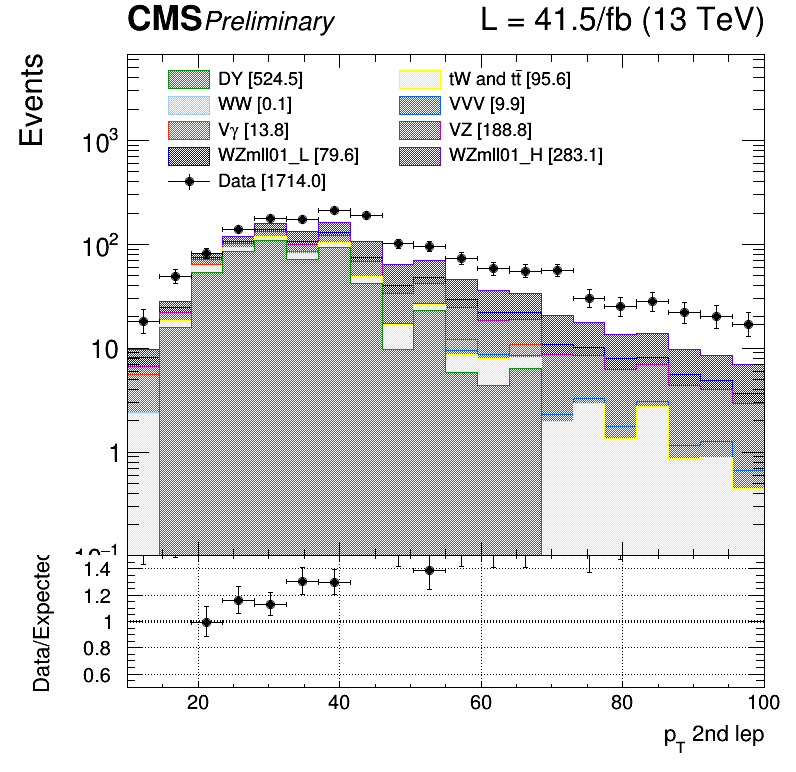 CMS Preliminary L = 41.5/fb (13 TeV)
Events
DY [524.5] tW and tt̄ [95.6]
WW [0.1] VVV [9.9]
Vγ [13.8] VZ [188.8]
WZmll01_L [79.6] WZmll01_H [283.1]
Data [1714.0]
10³
10²
10
1
10⁻¹
Data/Expected
1.4
1.2
1
0.8
0.6
20 40 60 80 100
p_T 2nd lep